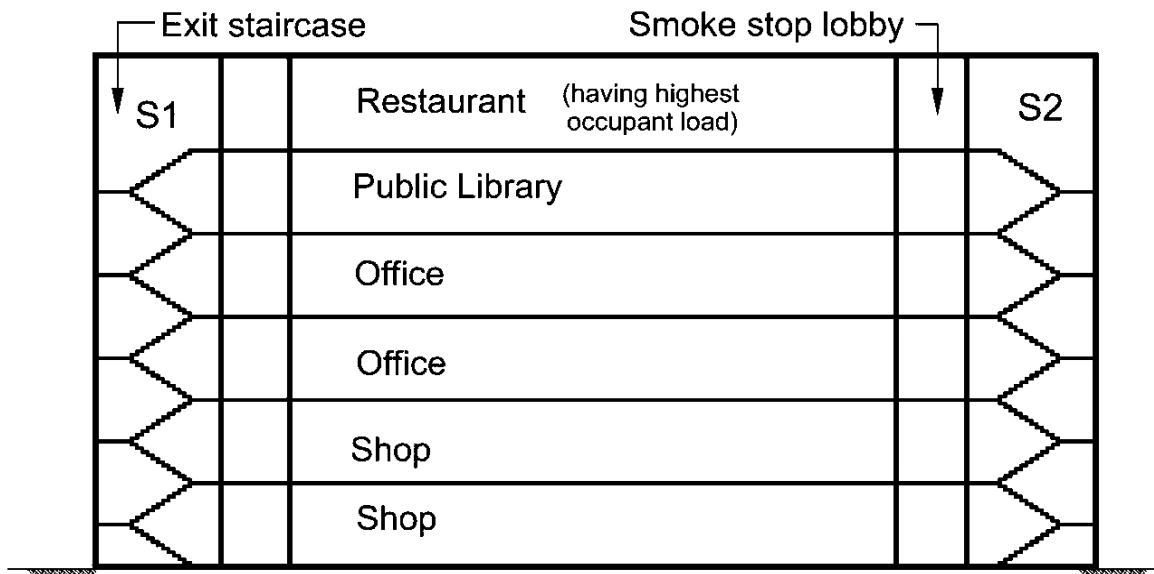 Exit staircase
Smoke stop lobby
S1
Restaurant
(having highest
occupant load)
S2
Public Library
Office
Office
Shop
Shop